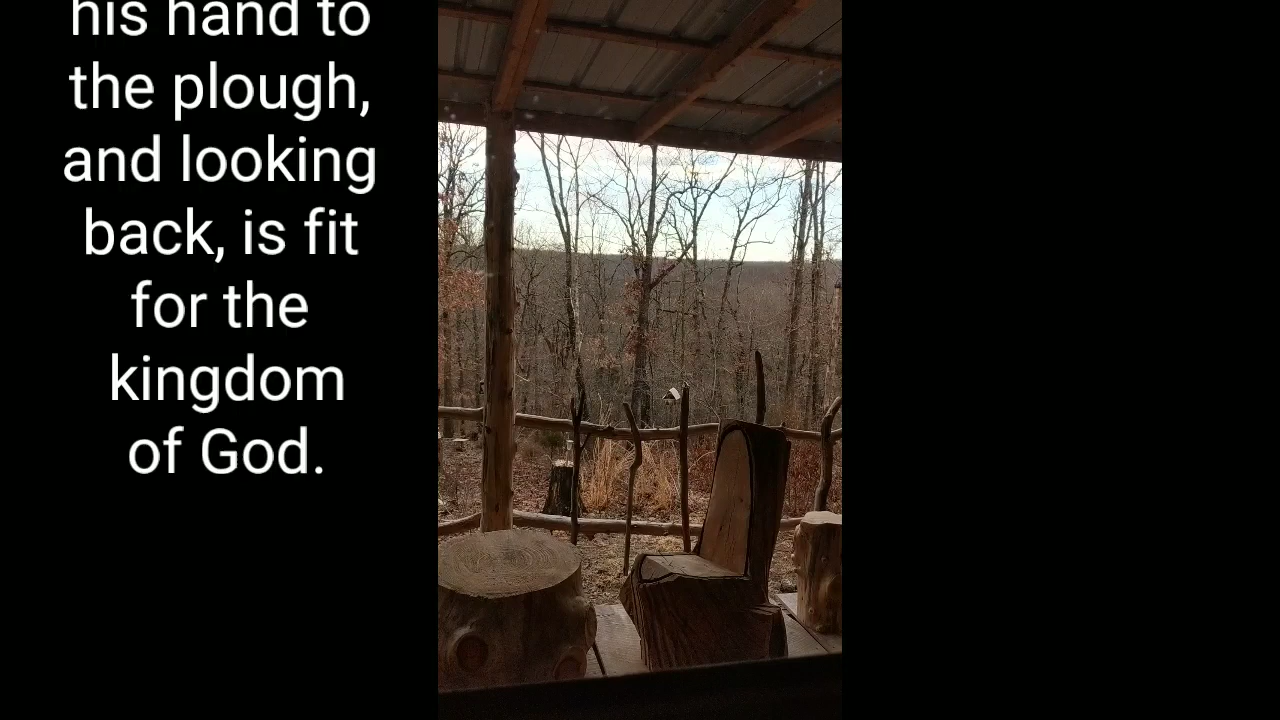 his hand to
the plough,
and looking
back, is fit
for the
kingdom
of God.